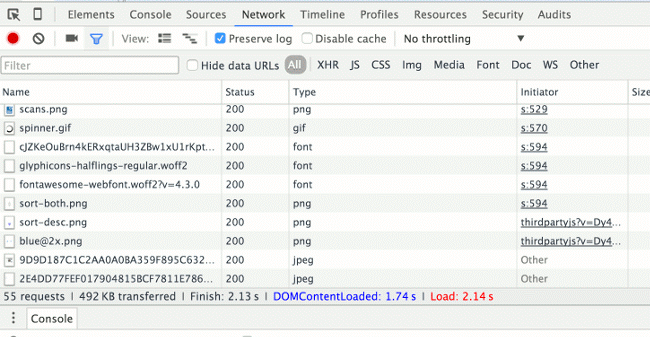 Elements Console Sources Network Timeline Profiles Resources Security Audits
View: Preserve log Disable cache No throttling
Filter Hide data URLs All XHR JS CSS Img Media Font Doc WS Other
Name Status Type Initiator Size
scans.png 200 png s:529
spinner.gif 200 gif s:570
cJZKeOuBrn4kERxqtaUH3ZBw1xU1rKpt... 200 font s:594
glyphicons-halflings-regular.woff2 200 font s:594
fontawesome-webfont.woff2?v=4.3.0 200 font s:594
sort-both.png 200 png s:594
sort-desc.png 200 png thirdpartyjs?v=Dy4...
blue@2x.png 200 png thirdpartyjs?v=Dy4...
9D9D187C1C2AA0A0BA359F895C632... 200 jpeg Other
2E4DD77FEF017904815BCF7811E786... 200 jpeg Other
55 requests | 492 KB transferred | Finish: 2.13 s | DOMContentLoaded: 1.74 s | Load: 2.14 s
Console